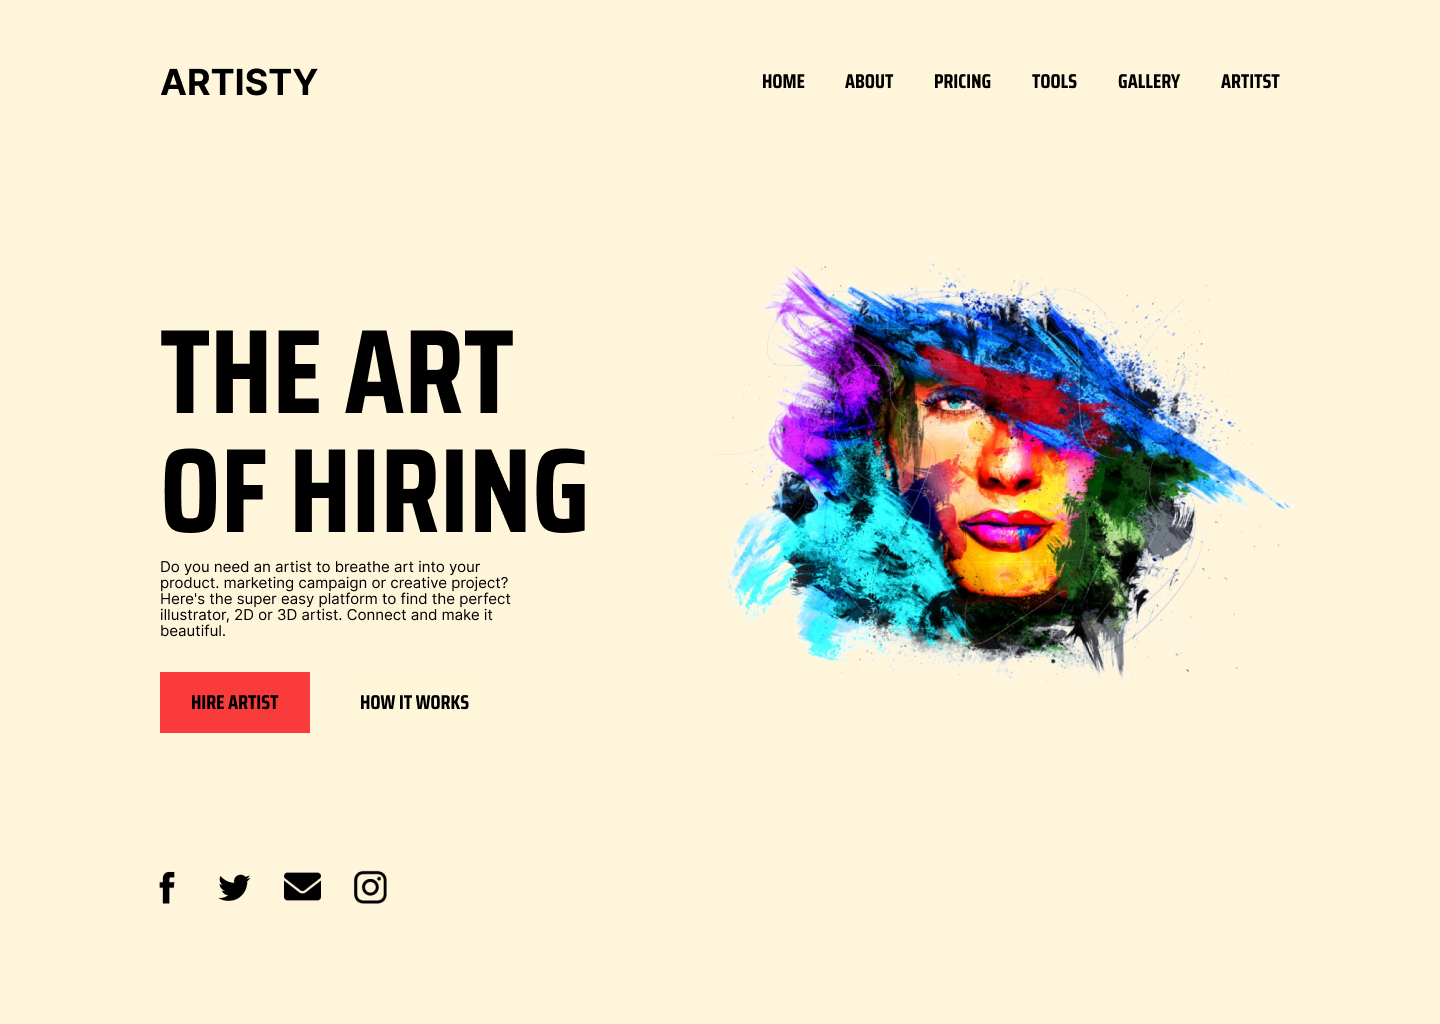 ARTISTY
HOME ABOUT PRICING TOOLS GALLERY ARTITST
THE ART
OF HIRING
Do you need an artist to breathe art into your
product. marketing campaign or creative project?
Here's the super easy platform to find the perfect
illustrator, 2D or 3D artist. Connect and make it
beautiful.
HIRE ARTIST HOW IT WORKS